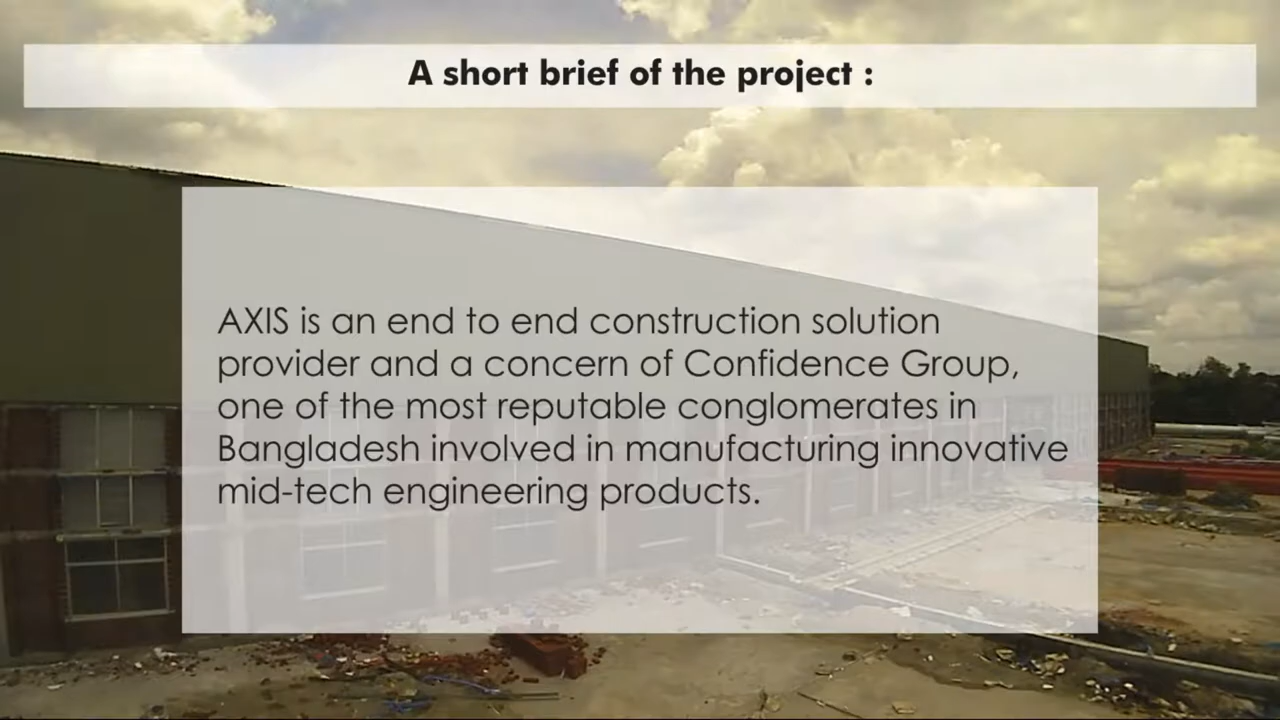 A short brief of the project :
AXIS is an end to end construction solution
provider and a concern of Confidence Group,
one of the most reputable conglomerates in
Bangladesh involved in manufacturing innovative
mid-tech engineering products.